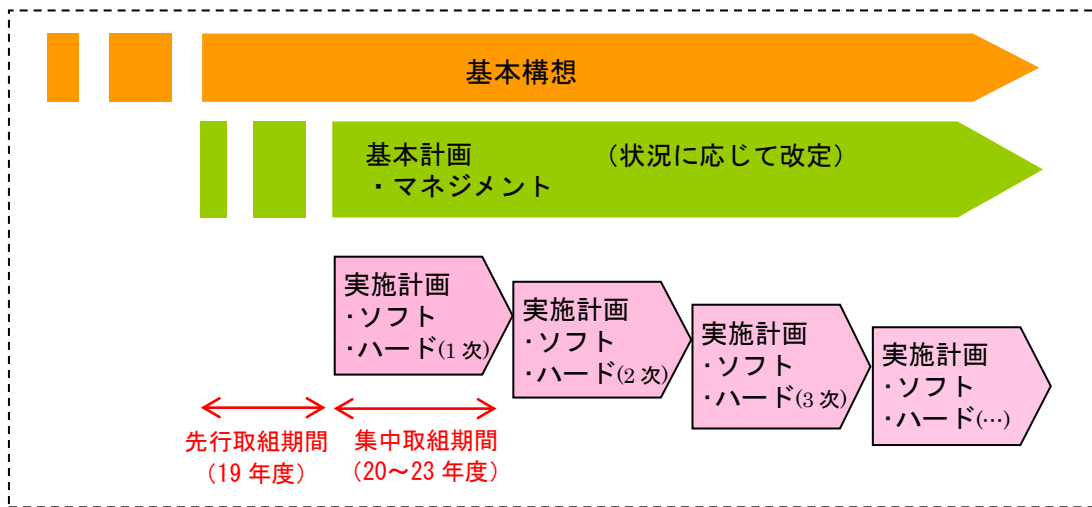 基本構想
基本計画　　　　（状況に応じて改定）
・マネジメント
実施計画
・ソフト
・ハード(1 次)
実施計画
・ソフト
・ハード(2 次)
実施計画
・ソフト
・ハード(3 次)
実施計画
・ソフト
・ハード(…)
先行取組期間
（19 年度）
集中取組期間
（20～23 年度）